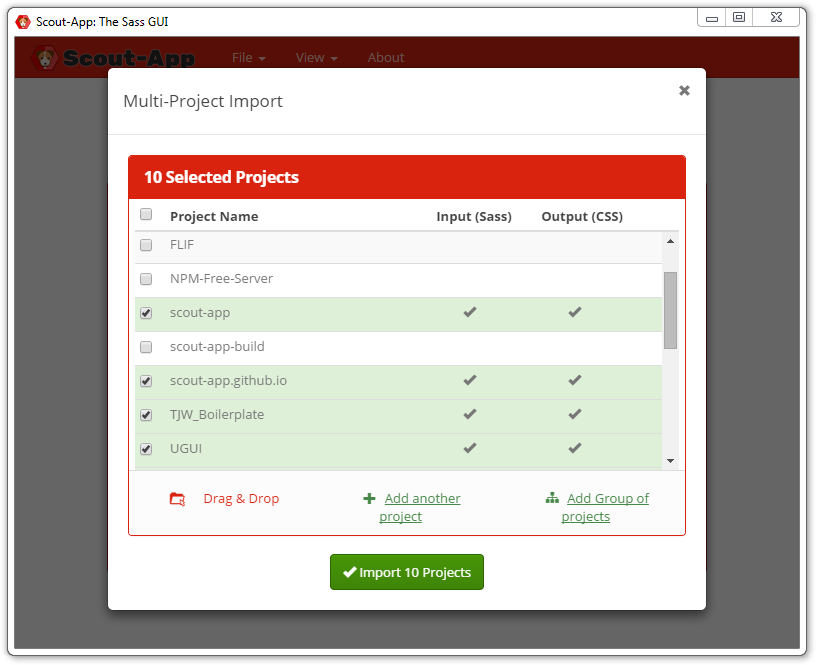 Scout-App: The Sass GUI
Scout-App File View About
Multi-Project Import
10 Selected Projects
Project Name Input (Sass) Output (CSS)
FLIF
NPM-Free-Server
scout-app
scout-app-build
scout-app.github.io
TJW_Boilerplate
UGUI
Drag & Drop Add another Add Group of
project projects
Import 10 Projects